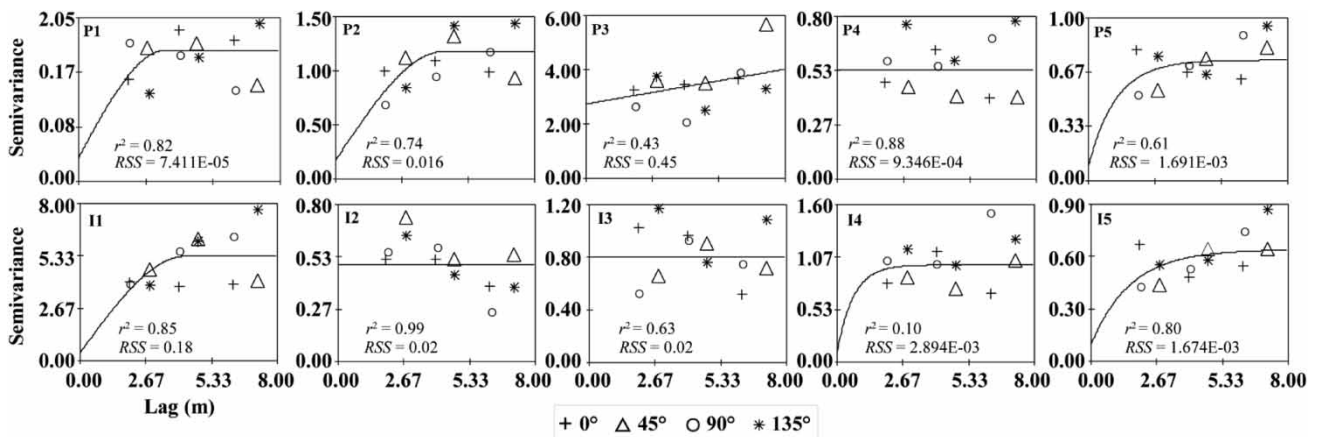 2.05 1.50 6.00 0.80 1.00
P1 P2 P3 P4 P5
Semivariance
0.17 1.00 4.00 0.53 0.67
0.08 0.50 2.00 0.27 0.33
r² = 0.82 r² = 0.74 r² = 0.43 r² = 0.88 r² = 0.61
RSS = 7.411E-05 RSS = 0.016 RSS = 0.45 RSS = 9.346E-04 RSS = 1.691E-03
0.00 0.00 0.00 0.00 0.00
8.00 0.80 1.20 1.60 0.90
I1 I2 I3 I4 I5
Semivariance
5.33 0.53 0.80 1.07 0.60
2.67 0.27 0.40 0.53 0.30
r² = 0.85 r² = 0.99 r² = 0.63 r² = 0.10 r² = 0.80
RSS = 0.18 RSS = 0.02 RSS = 0.02 RSS = 2.894E-03 RSS = 1.674E-03
0.00 0.00 0.00 0.00 0.00
0.00 2.67 5.33 8.00 0.00 2.67 5.33 8.00 0.00 2.67 5.33 8.00 0.00 2.67 5.33 8.00 0.00 2.67 5.33 8.00
Lag (m)
+ 0° △ 45° ○ 90° * 135°